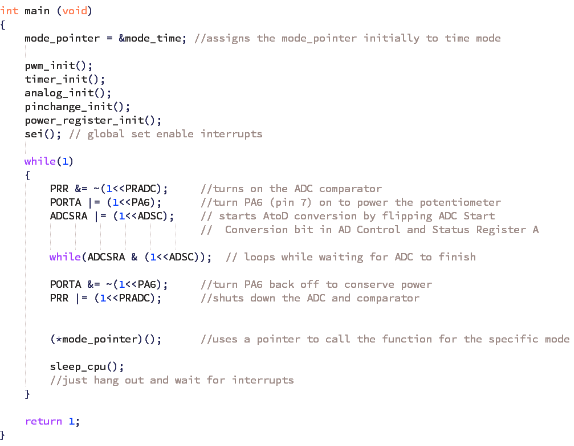 int main (void)
{
    mode_pointer = &mode_time; //assigns the mode_pointer initially to time mode
    pwm_init();
    timer_init();
    analog_init();
    pinchange_init();
    power_register_init();
    sei(); // global set enable interrupts
    while(1)
    {
        PRR &= ~(1<<PRADC);     //turns on the ADC comparator
        PORTA |= (1<<PA6);      //turn PA6 (pin 7) on to power the potentiometer
        ADCSRA |= (1<<ADSC);    // starts AtoD conversion by flipping ADC Start
                                //  Conversion bit in AD Control and Status Register A
        while(ADCSRA & (1<<ADSC));  // loops while waiting for ADC to finish
        PORTA &= ~(1<<PA6);     //turn PA6 back off to conserve power
        PRR |= (1<<PRADC);      //shuts down the ADC and comparator
        (*mode_pointer)();      //uses a pointer to call the function for the specific mode
        sleep_cpu();
        //just hang out and wait for interrupts
    }
    return 1;
}